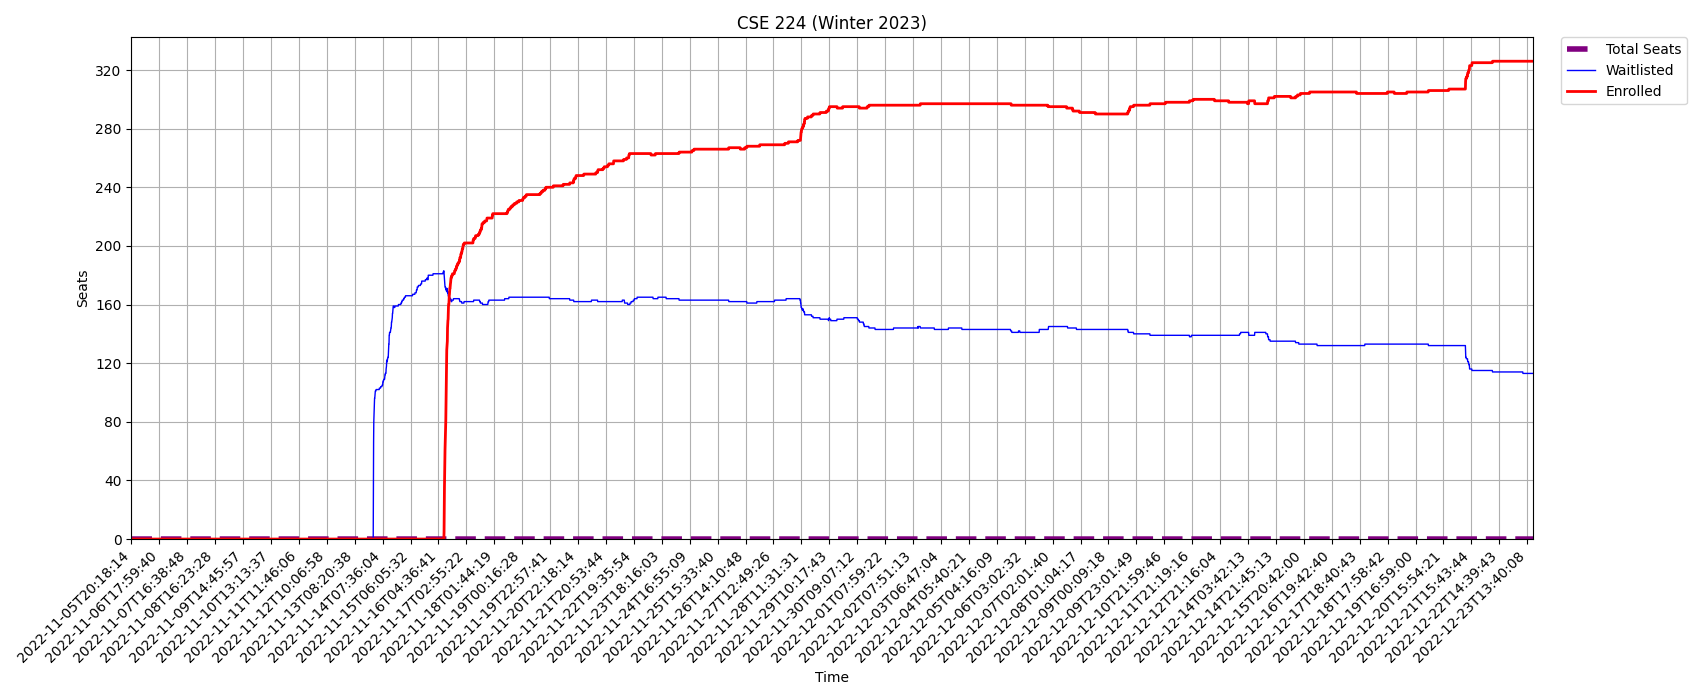 CSE 224 (Winter 2023)
Total Seats
Waitlisted
Enrolled
Seats
320
280
240
200
160
120
80
40
0
2022-11-05T20:18:14
2022-11-06T17:59:40
2022-11-07T16:38:48
2022-11-08T16:23:28
2022-11-09T14:45:57
2022-11-10T13:13:37
2022-11-11T11:46:06
2022-11-12T10:06:58
2022-11-13T08:20:38
2022-11-14T07:36:04
2022-11-15T06:05:32
2022-11-16T04:36:41
2022-11-17T02:55:22
2022-11-18T01:44:19
2022-11-19T00:16:28
2022-11-19T22:57:41
2022-11-20T22:18:14
2022-11-21T20:53:44
2022-11-22T19:35:54
2022-11-23T18:16:03
2022-11-24T16:55:09
2022-11-25T15:33:40
2022-11-26T14:10:48
2022-11-27T12:49:26
2022-11-28T11:31:31
2022-11-29T10:17:43
2022-11-30T09:07:12
2022-12-01T07:59:22
2022-12-02T07:51:13
2022-12-03T06:47:04
2022-12-04T05:40:21
2022-12-05T04:16:09
2022-12-06T03:02:32
2022-12-07T02:01:40
2022-12-08T01:04:17
2022-12-09T00:09:18
2022-12-09T23:01:49
2022-12-10T21:59:46
2022-12-11T21:19:16
2022-12-12T21:16:04
2022-12-14T03:42:13
2022-12-14T21:45:13
2022-12-15T20:42:00
2022-12-16T19:42:40
2022-12-17T18:40:43
2022-12-18T17:58:42
2022-12-19T16:59:00
2022-12-20T15:54:21
2022-12-21T15:43:44
2022-12-22T14:39:43
2022-12-23T13:40:08
Time